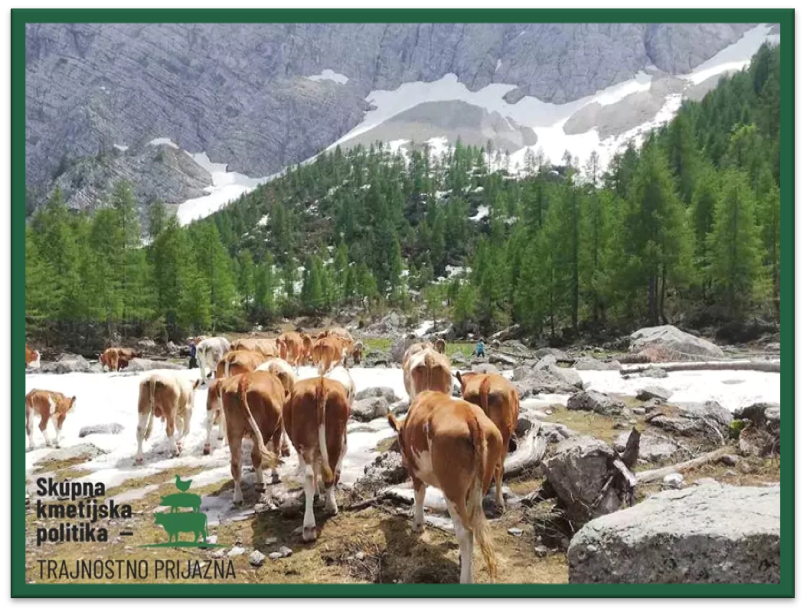 Skupna
kmetijska
politika –
TRAJNOSTNO PRIJAZNA